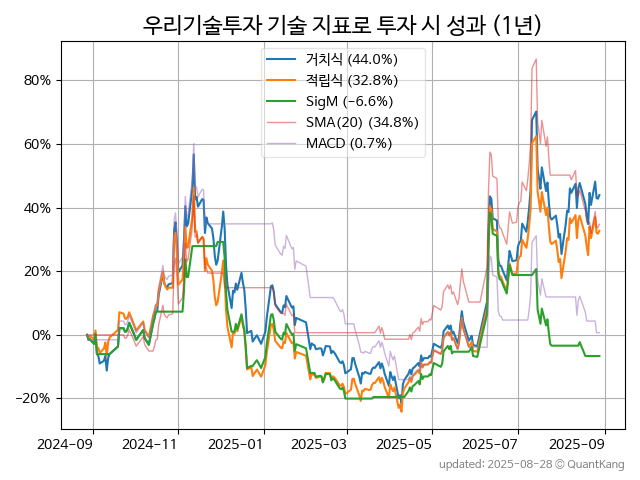 우리기술투자 기술 지표로 투자 시 성과 (1년)
거치식 (44.0%)
적립식 (32.8%)
SigM (−6.6%)
SMA(20) (34.8%)
MACD (0.7%)
80%
60%
40%
20%
0%
−20%
2024-09
2024-11
2025-01
2025-03
2025-05
2025-07
2025-09
updated: 2025-08-28 © QuantKang